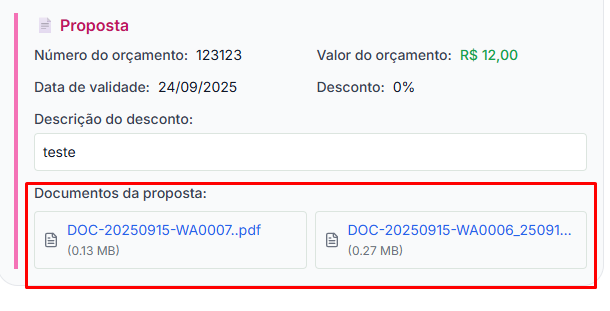 Proposta
Número do orçamento: 123123 Valor do orçamento: R$ 12,00
Data de validade: 24/09/2025 Desconto: 0%
Descrição do desconto:
teste
Documentos da proposta:
DOC-20250915-WA0007..pdf DOC-20250915-WA0006_25091...
(0.13 MB) (0.27 MB)